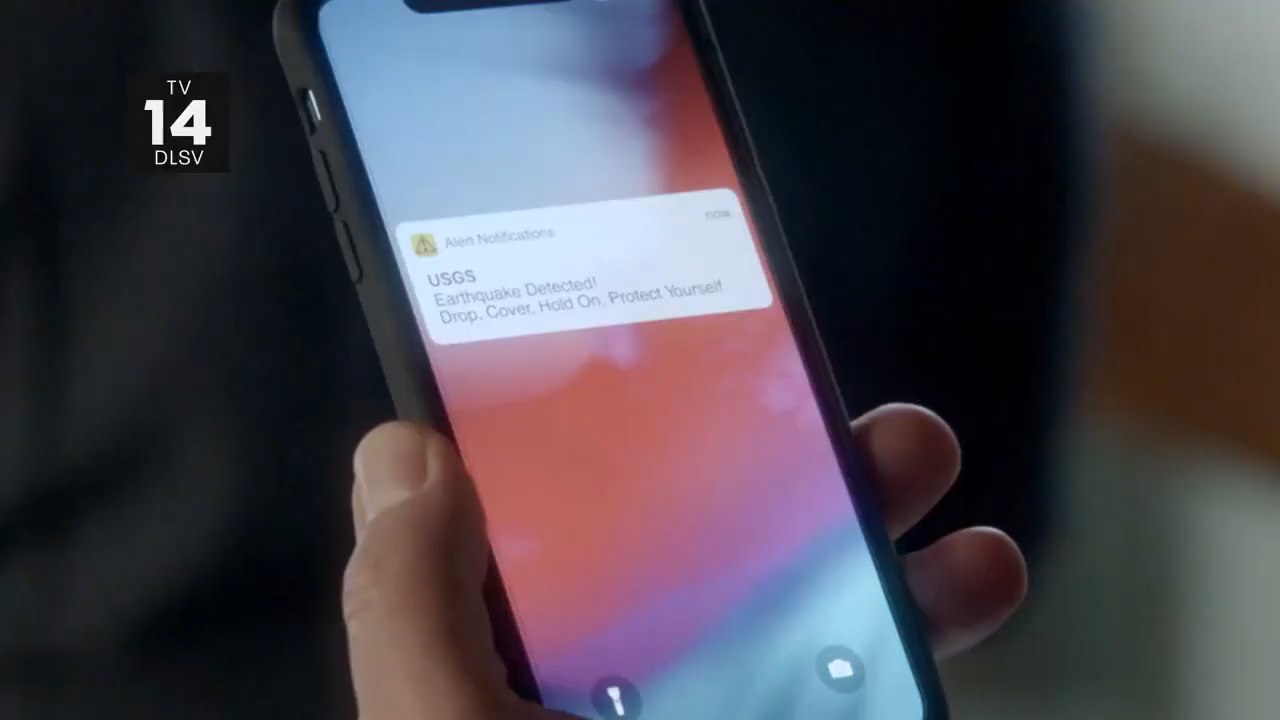 TV
14
DLSV
now
Alert Notifications
USGS
Earthquake Detected!
Drop, Cover, Hold On, Protect Yourself.